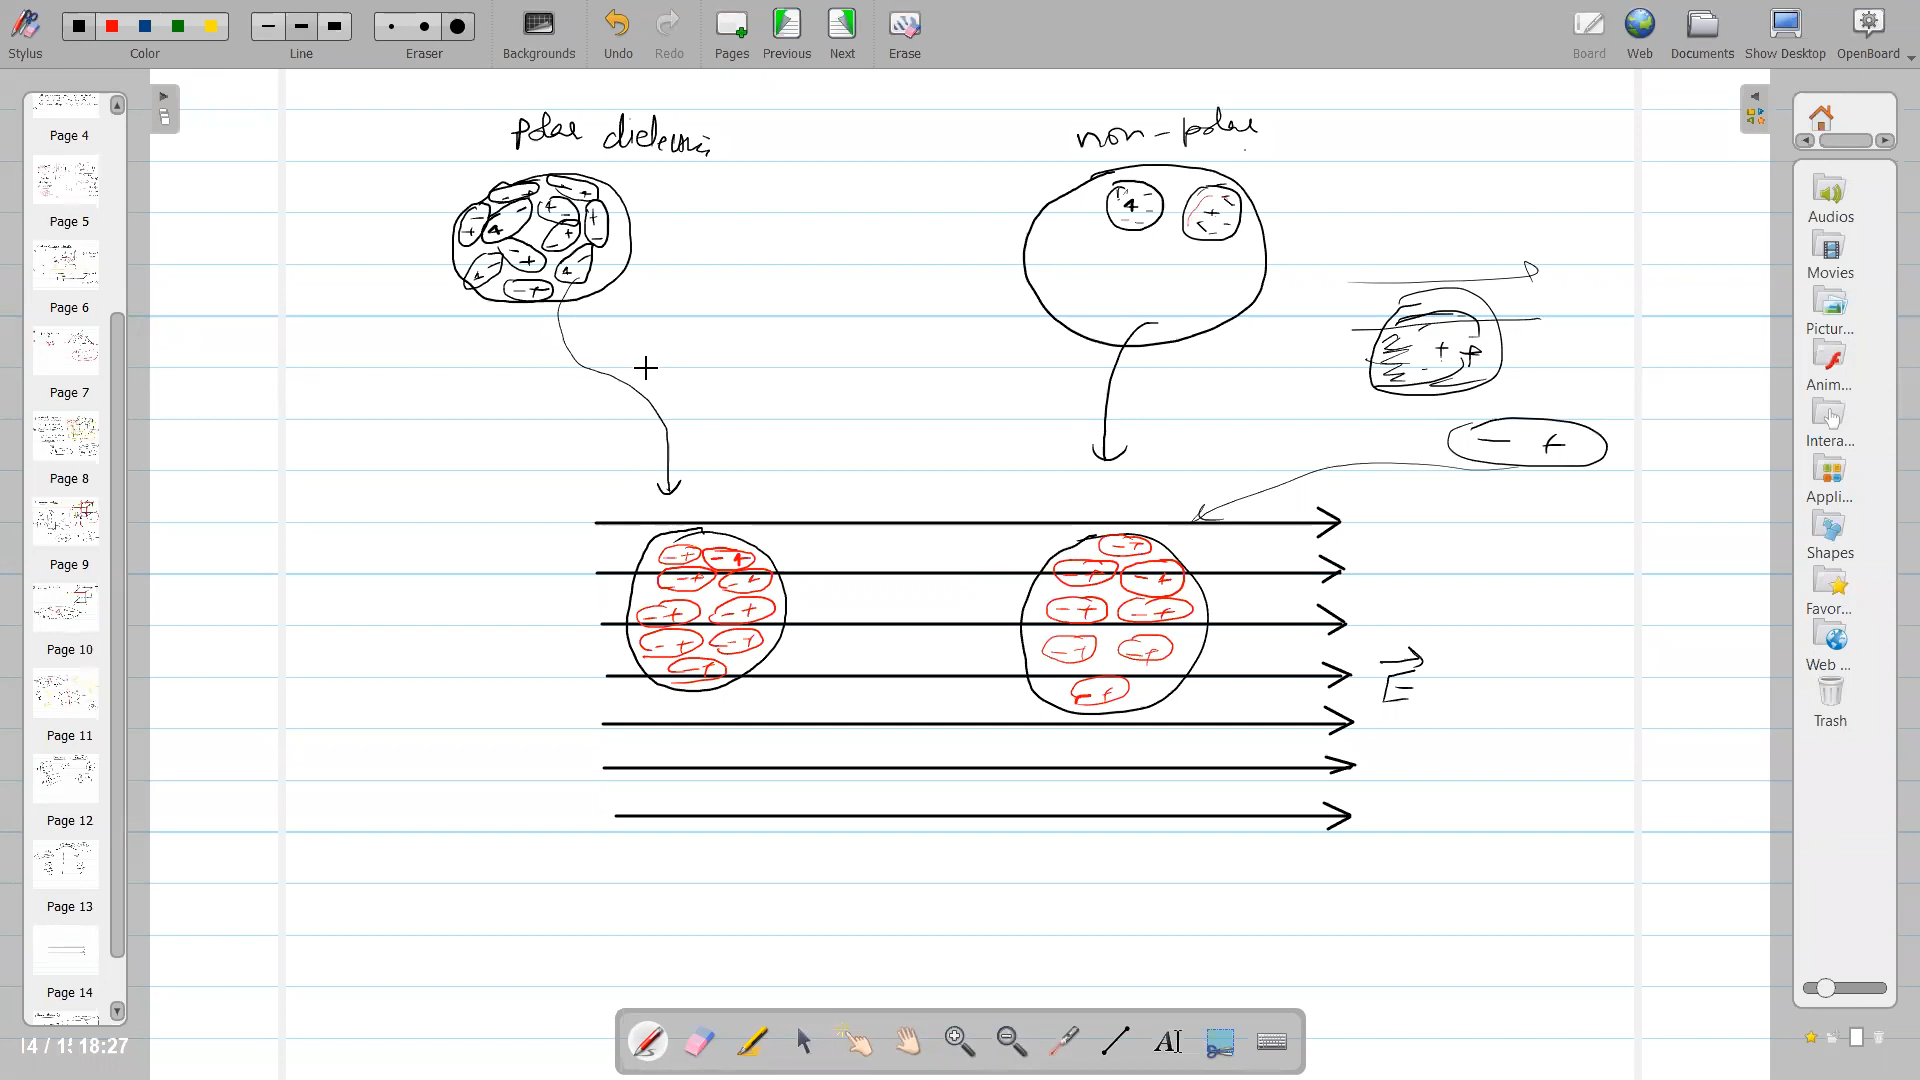 Stylus
Color
Line
Eraser
Backgrounds
Undo
Redo
Pages
Previous
Next
Erase
Board
Web
Documents
Show Desktop
OpenBoard
Page 4
Page 5
Page 6
Page 7
Page 8
Page 9
Page 10
Page 11
Page 12
Page 13
Page 14
18:27
polar dielectric
non-polar
E
Audios
Movies
Pictur...
Anim...
Intera...
Appli...
Shapes
Favor...
Web ...
Trash